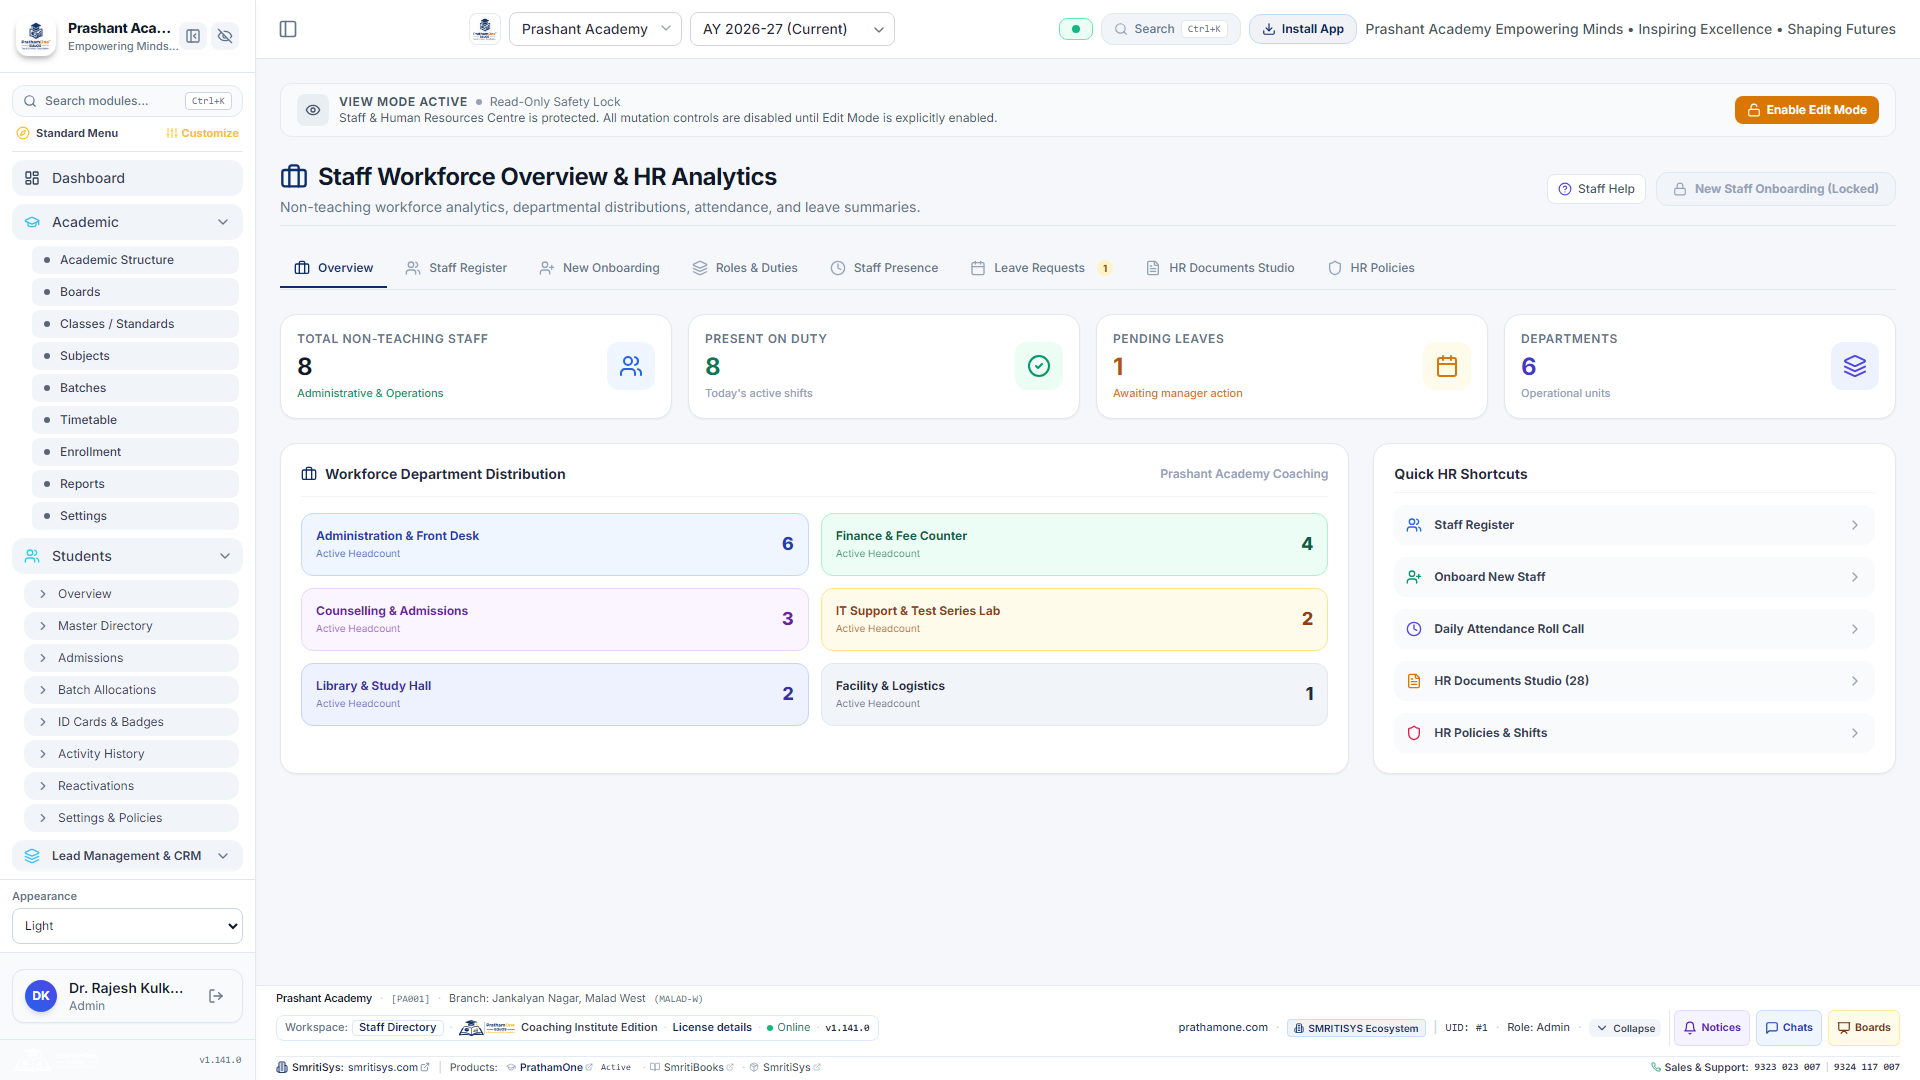 Prashant Aca...
Empowering Minds...
Search modules... Ctrl+K
Standard Menu Customize
Dashboard
Academic
Academic Structure
Boards
Classes / Standards
Subjects
Batches
Timetable
Enrollment
Reports
Settings
Students
Overview
Master Directory
Admissions
Batch Allocations
ID Cards & Badges
Activity History
Reactivations
Settings & Policies
Lead Management & CRM
Appearance
Light
DK
Dr. Rajesh Kulk...
Admin
v1.141.0
Prashant Academy
AY 2026-27 (Current)
Search Ctrl+K
Install App
Prashant Academy Empowering Minds • Inspiring Excellence • Shaping Futures
VIEW MODE ACTIVE Read-Only Safety Lock
Staff & Human Resources Centre is protected. All mutation controls are disabled until Edit Mode is explicitly enabled.
Enable Edit Mode
Staff Workforce Overview & HR Analytics
Non-teaching workforce analytics, departmental distributions, attendance, and leave summaries.
Staff Help
New Staff Onboarding (Locked)
Overview Staff Register New Onboarding Roles & Duties Staff Presence Leave Requests 1 HR Documents Studio HR Policies
TOTAL NON-TEACHING STAFF
8
Administrative & Operations
PRESENT ON DUTY
8
Today's active shifts
PENDING LEAVES
1
Awaiting manager action
DEPARTMENTS
6
Operational units
Workforce Department Distribution
Prashant Academy Coaching
Administration & Front Desk
Active Headcount
6
Finance & Fee Counter
Active Headcount
4
Counselling & Admissions
Active Headcount
3
IT Support & Test Series Lab
Active Headcount
2
Library & Study Hall
Active Headcount
2
Facility & Logistics
Active Headcount
1
Quick HR Shortcuts
Staff Register
Onboard New Staff
Daily Attendance Roll Call
HR Documents Studio (28)
HR Policies & Shifts
Prashant Academy · [PA001] · Branch: Jankalyan Nagar, Malad West (MALAD-W)
Workspace: Staff Directory · Coaching Institute Edition · License details · Online · v1.141.0
prathamone.com · SMRITISYS Ecosystem | UID: #1 · Role: Admin · Collapse
Notices
Chats
Boards
SmritiSys: smritisys.com | Products: PrathamOne Active · SmritiBooks · SmritiSys
Sales & Support: 9323 023 007 | 9324 117 007